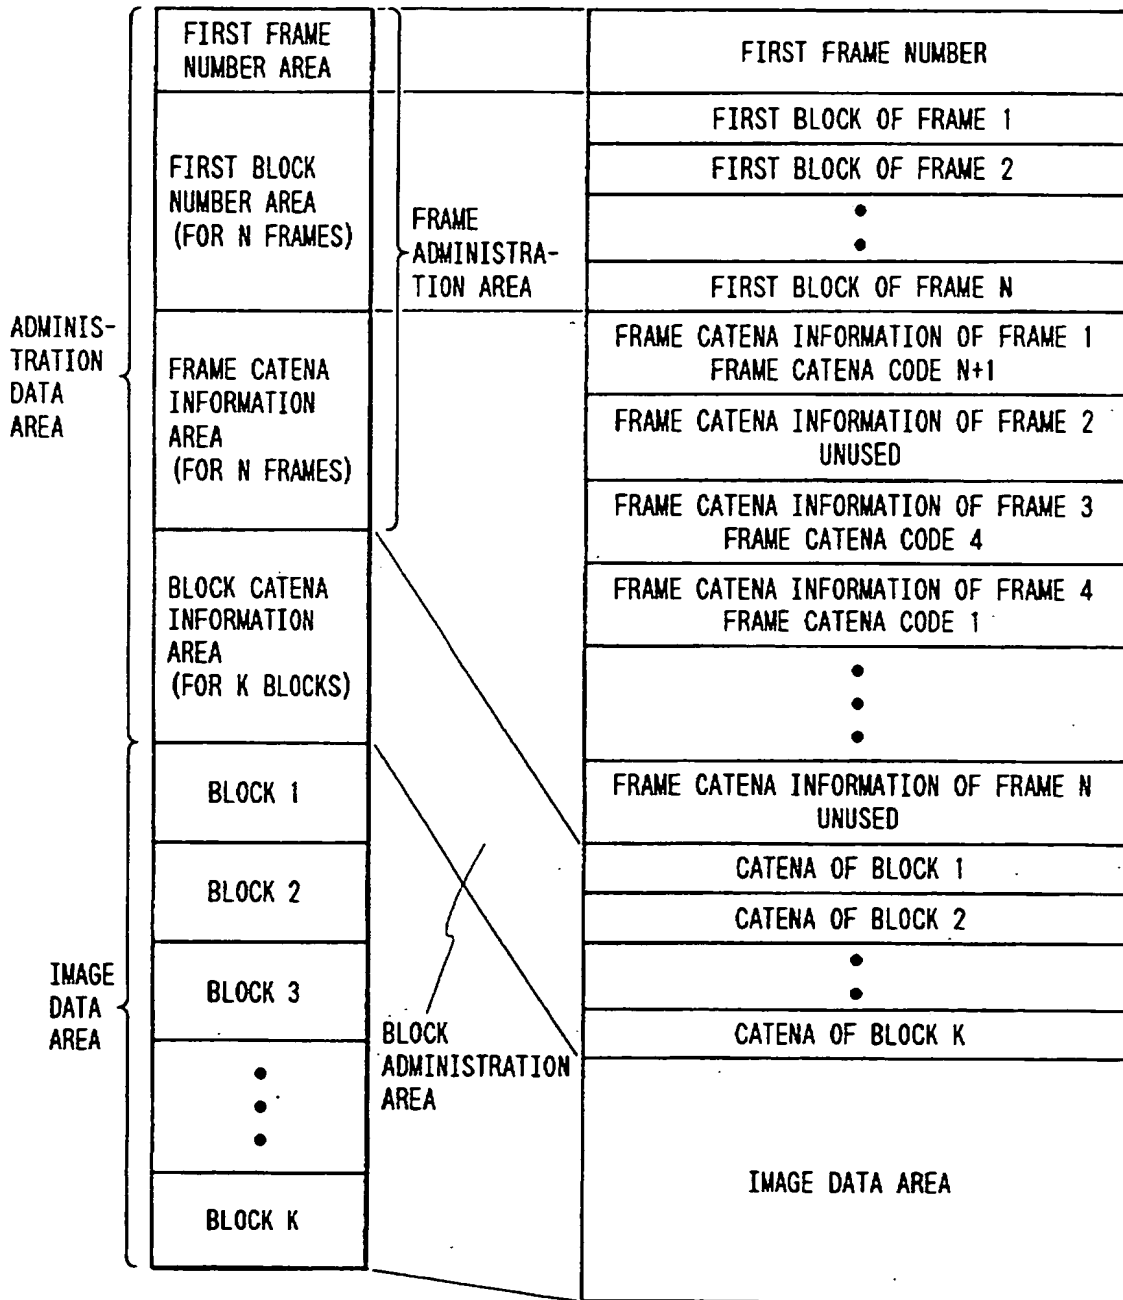 FIRST FRAME
NUMBER AREA
FIRST BLOCK
NUMBER AREA
(FOR N FRAMES)
FRAME CATENA
INFORMATION
AREA
(FOR N FRAMES)
BLOCK CATENA
INFORMATION
AREA
(FOR K BLOCKS)
BLOCK 1
BLOCK 2
BLOCK 3
BLOCK K
ADMINIS-
TRATION
DATA
AREA
IMAGE
DATA
AREA
FRAME
ADMINISTRA-
TION AREA
BLOCK
ADMINISTRATION
AREA
FIRST FRAME NUMBER
FIRST BLOCK OF FRAME 1
FIRST BLOCK OF FRAME 2
FIRST BLOCK OF FRAME N
FRAME CATENA INFORMATION OF FRAME 1
FRAME CATENA CODE N+1
FRAME CATENA INFORMATION OF FRAME 2
UNUSED
FRAME CATENA INFORMATION OF FRAME 3
FRAME CATENA CODE 4
FRAME CATENA INFORMATION OF FRAME 4
FRAME CATENA CODE 1
FRAME CATENA INFORMATION OF FRAME N
UNUSED
CATENA OF BLOCK 1
CATENA OF BLOCK 2
CATENA OF BLOCK K
IMAGE DATA AREA